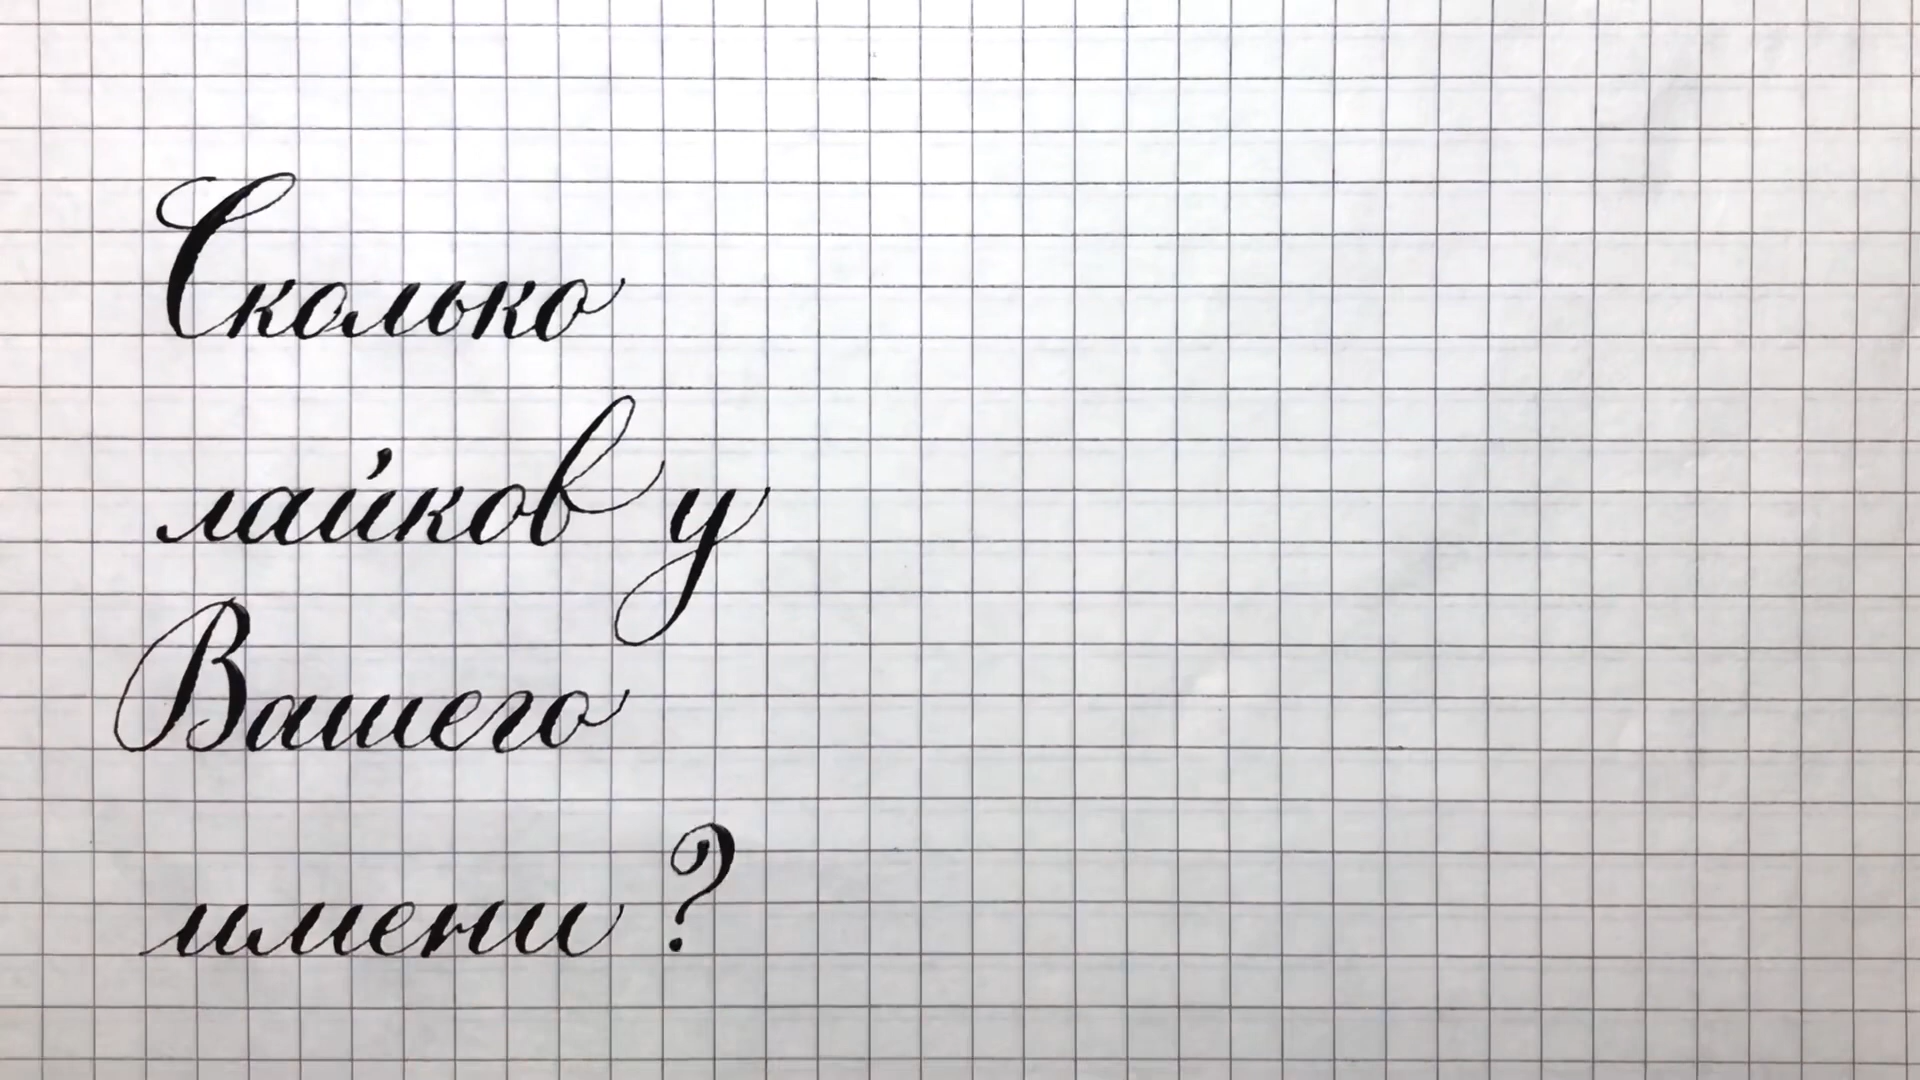 Сколько
лайков у
Вашего
имени?